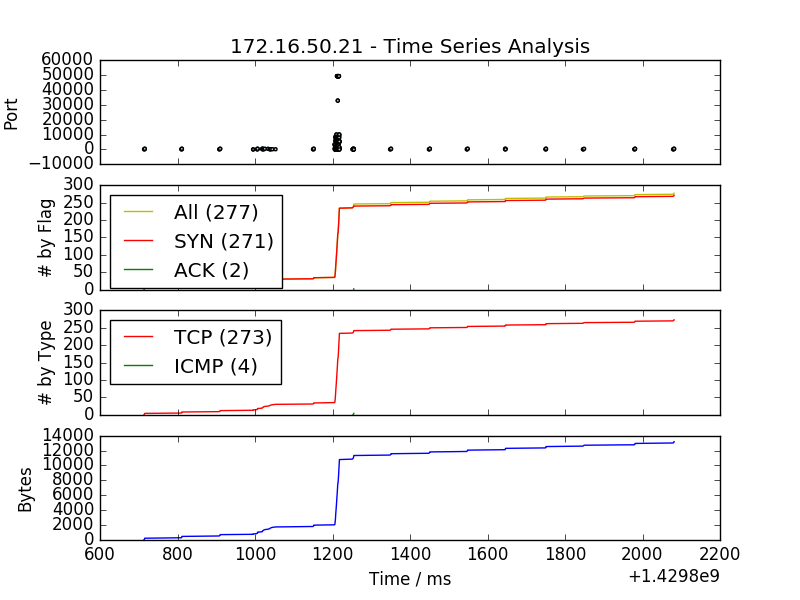 172.16.50.21 - Time Series Analysis
Port
60000
50000
40000
30000
20000
10000
0
−10000
# by Flag
300
250
200
150
100
50
0
All (277)
SYN (271)
ACK (2)
# by Type
300
250
200
150
100
50
0
TCP (273)
ICMP (4)
Bytes
14000
12000
10000
8000
6000
4000
2000
0
600 800 1000 1200 1400 1600 1800 2000 2200
Time / ms
+1.4298e9